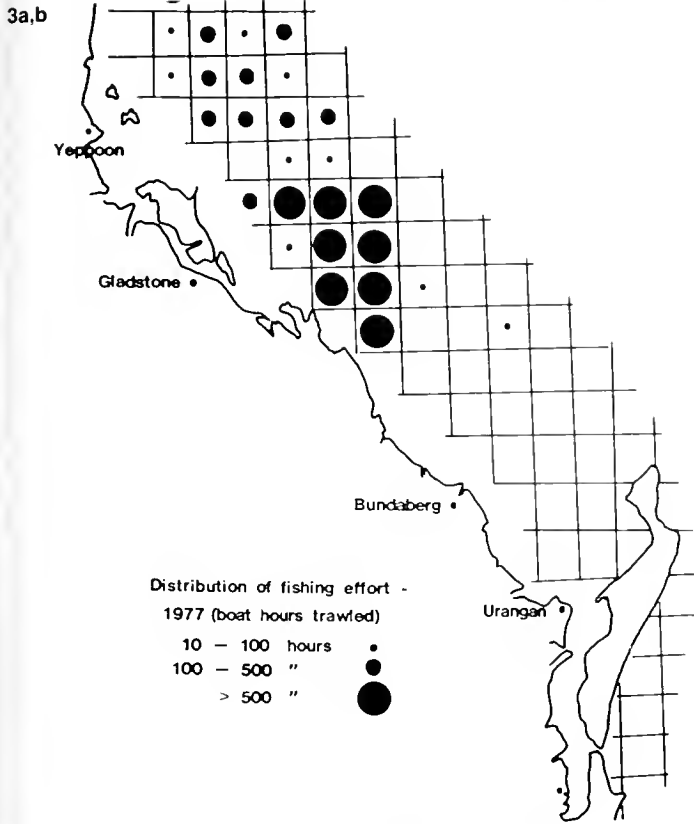 3a,b
Yeppoon
Gladstone
Bundaberg
Urangan
Distribution of fishing effort -
1977 (boat hours trawled)
10 – 100 hours
100 – 500 "
> 500 "